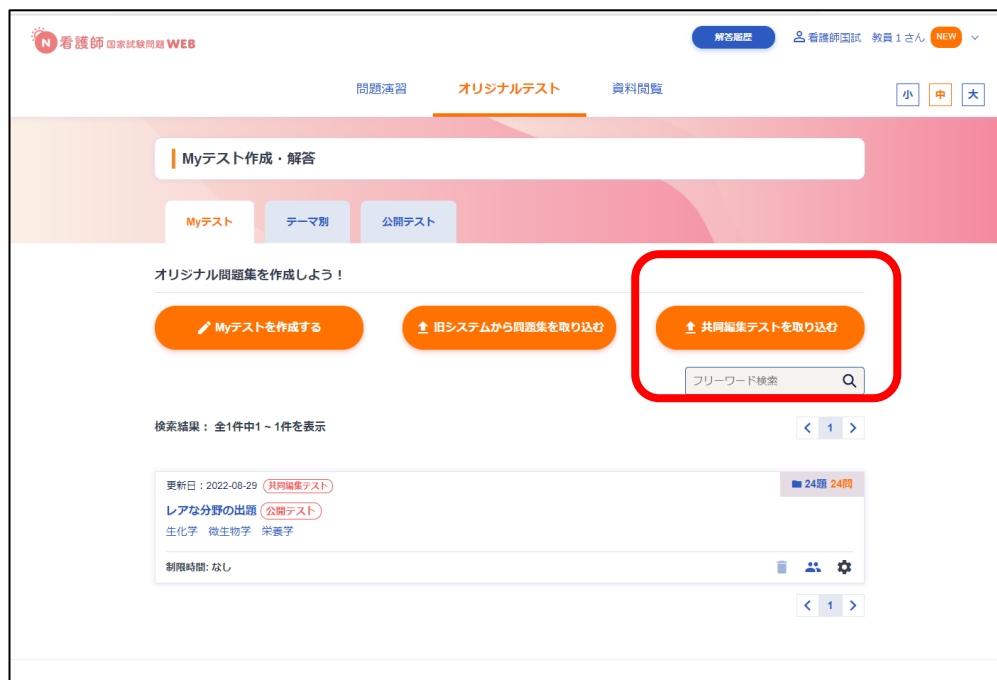 N 看護師 国家試験問題 WEB
解答履歴 看護師国試 教員1さん NEW
問題演習 オリジナルテスト 資料閲覧
小 中 大
Myテスト作成・解答
Myテスト テーマ別 公開テスト
オリジナル問題集を作成しよう！
Myテストを作成する 旧システムから問題集を取り込む 共同編集テストを取り込む
フリーワード検索
検索結果： 全1件中1 ~ 1件を表示 < 1 >
更新日：2022-08-29 共同編集テスト 24題 24問
レアな分野の出題 公開テスト
生化学 微生物学 栄養学
制限時間: なし
< 1 >